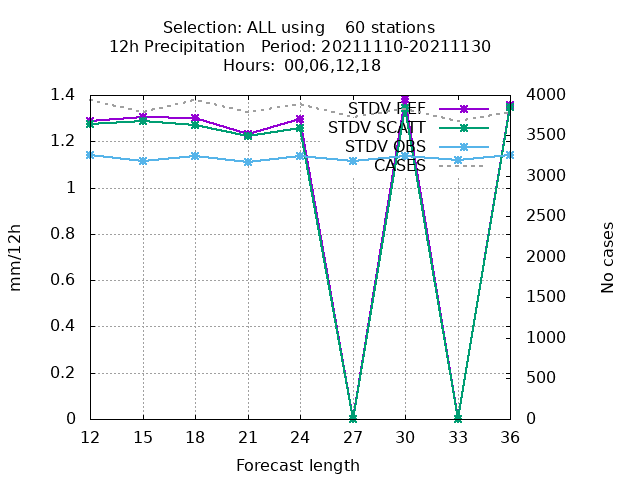 Selection: ALL using    60 stations
12h Precipitation   Period: 20211110-20211130
Hours:  00,06,12,18
STDV REF
STDV SCATT
STDV OBS
CASES
1.4
1.2
1
0.8
0.6
0.4
0.2
0
mm/12h
4000
3500
3000
2500
2000
1500
1000
500
0
No cases
12 15 18 21 24 27 30 33 36
Forecast length